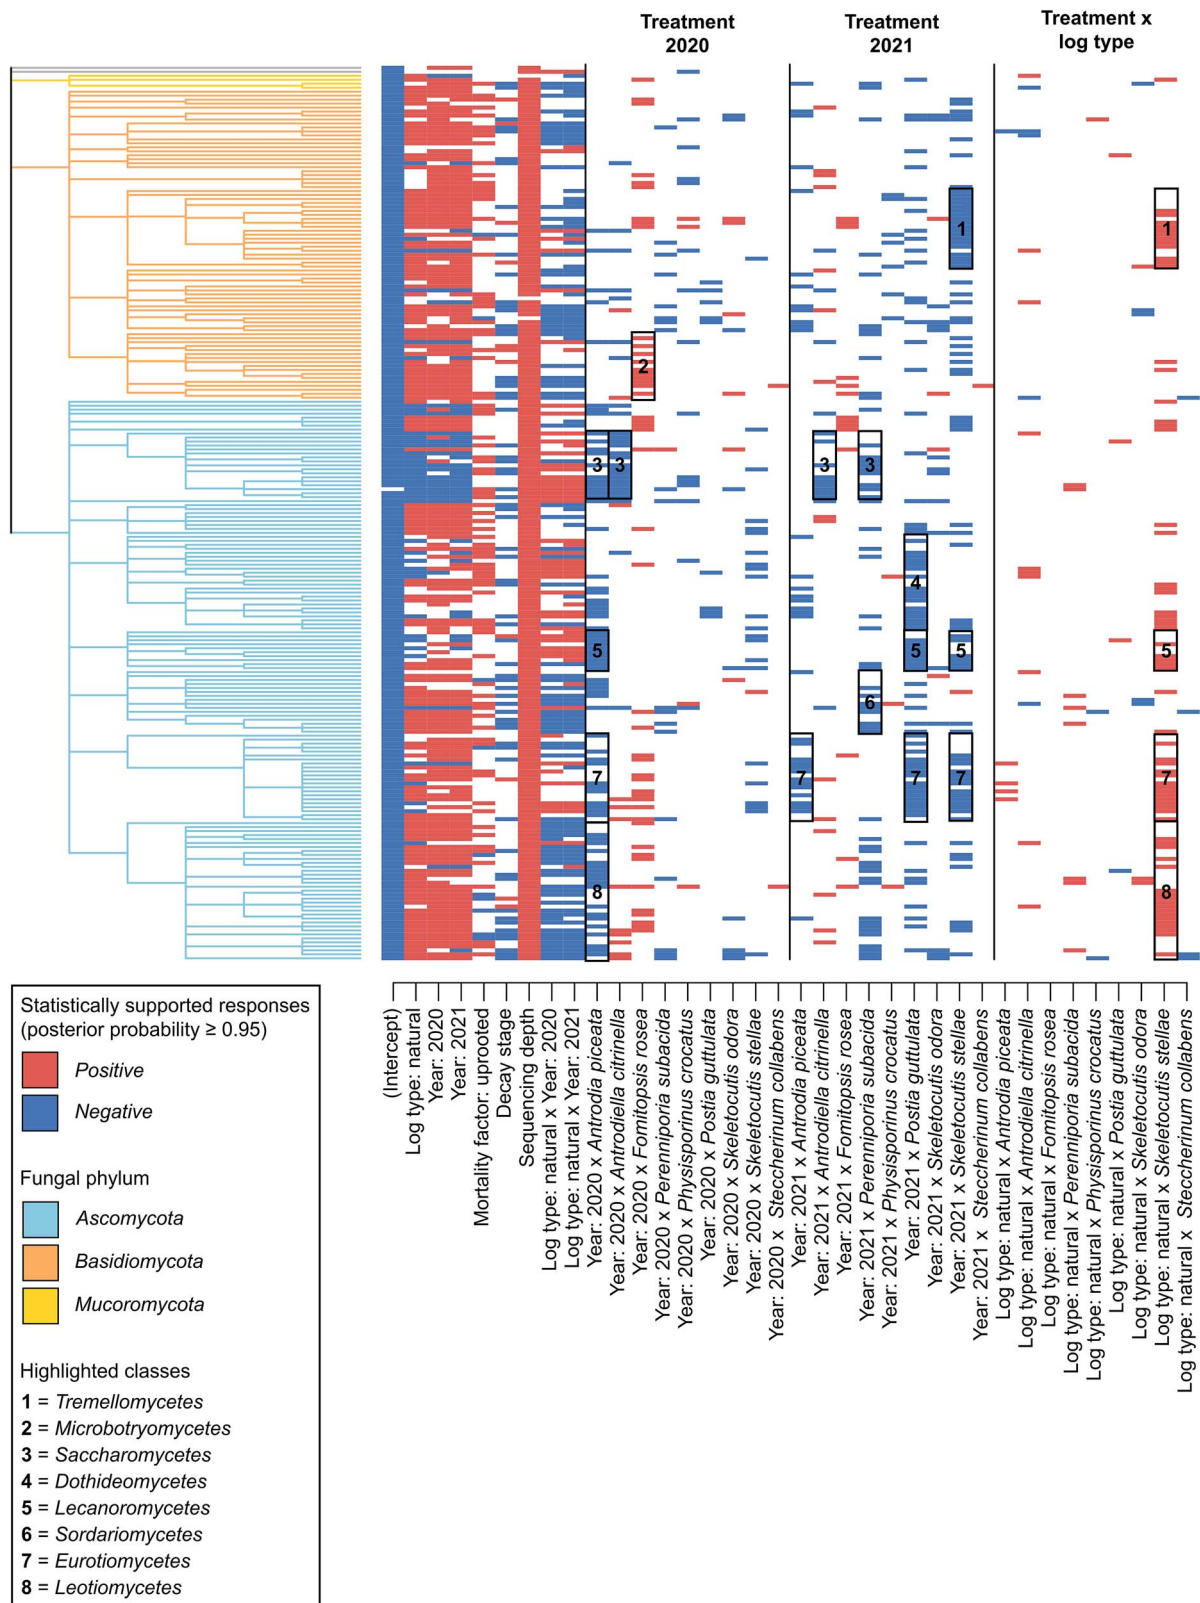 Treatment
2020
Treatment
2021
Treatment x
log type
1
1
2
3
3
3
3
4
5
5
5
5
6
7
7
7
7
7
8
8
(Intercept)
Log type: natural
Year: 2020
Year: 2021
Mortality factor: uprooted
Decay stage
Sequencing depth
Log type: natural x Year: 2020
Log type: natural x Year: 2021
Year: 2020 x Antrodia piceata
Year: 2020 x Antrodiella citrinella
Year: 2020 x Fomitopsis rosea
Year: 2020 x Perenniporia subacida
Year: 2020 x Physisporinus crocatus
Year: 2020 x Postia guttulata
Year: 2020 x Skeletocutis odora
Year: 2020 x Skeletocutis stellae
Year: 2020 x Steccherinum collabens
Year: 2021 x Antrodia piceata
Year: 2021 x Antrodiella citrinella
Year: 2021 x Fomitopsis rosea
Year: 2021 x Perenniporia subacida
Year: 2021 x Physisporinus crocatus
Year: 2021 x Postia guttulata
Year: 2021 x Skeletocutis odora
Year: 2021 x Skeletocutis stellae
Year: 2021 x Steccherinum collabens
Log type: natural x Antrodia piceata
Log type: natural x Antrodiella citrinella
Log type: natural x Fomitopsis rosea
Log type: natural x Perenniporia subacida
Log type: natural x Physisporinus crocatus
Log type: natural x Postia guttulata
Log type: natural x Skeletocutis odora
Log type: natural x Skeletocutis stellae
Log type: natural x Steccherinum collabens
Statistically supported responses
(posterior probability ≥ 0.95)
Positive
Negative
Fungal phylum
Ascomycota
Basidiomycota
Mucoromycota
Highlighted classes
1 = Tremellomycetes
2 = Microbotryomycetes
3 = Saccharomycetes
4 = Dothideomycetes
5 = Lecanoromycetes
6 = Sordariomycetes
7 = Eurotiomycetes
8 = Leotiomycetes